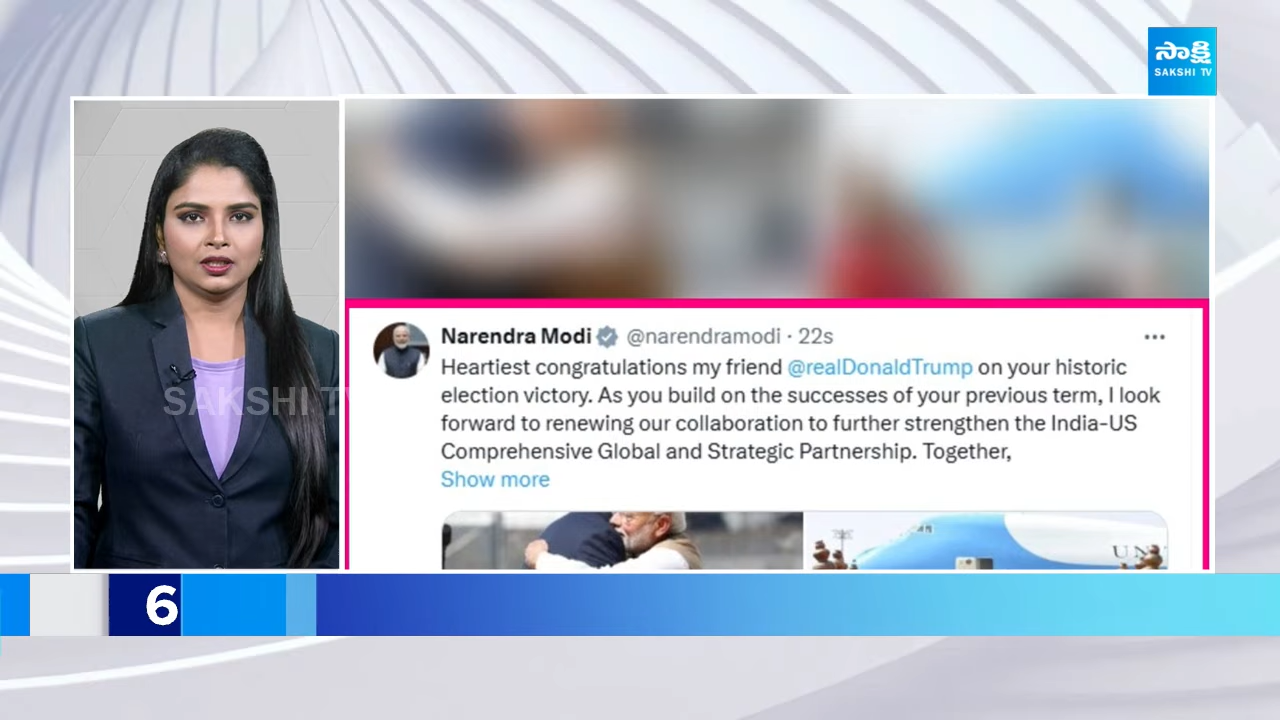 సాక్షి
SAKSHI TV
Narendra Modi @narendramodi · 22s
Heartiest congratulations my friend @realDonaldTrump on your historic
election victory. As you build on the successes of your previous term, I look
forward to renewing our collaboration to further strengthen the India-US
Comprehensive Global and Strategic Partnership. Together,
Show more
SAKSHI TV
6